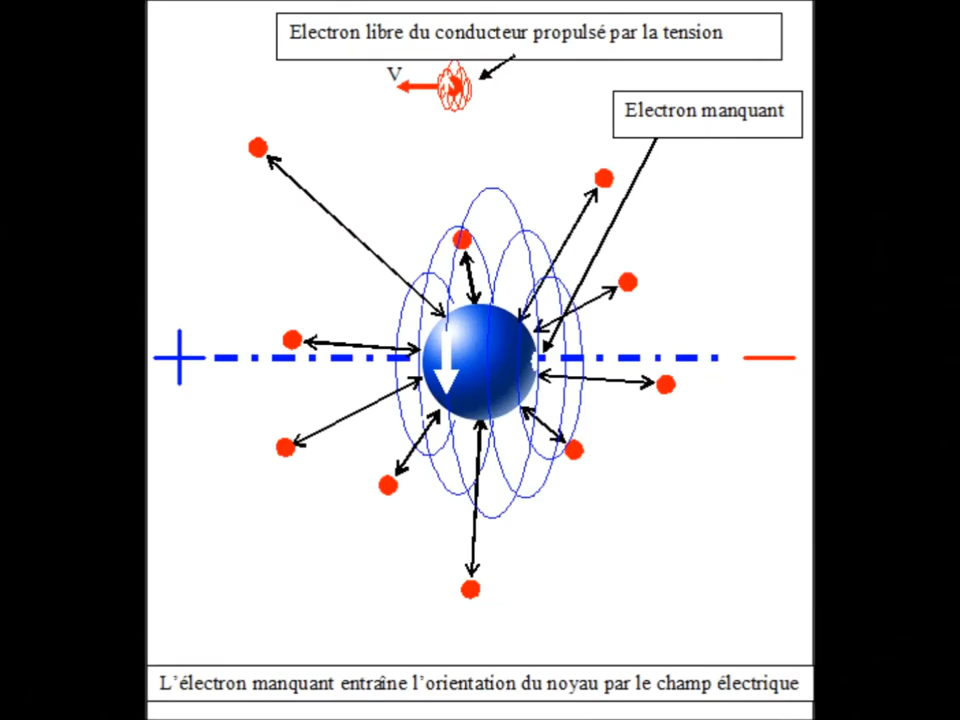 Electron libre du conducteur propulsé par la tension
V
Electron manquant
+
-
L'électron manquant entraîne l'orientation du noyau par le champ électrique